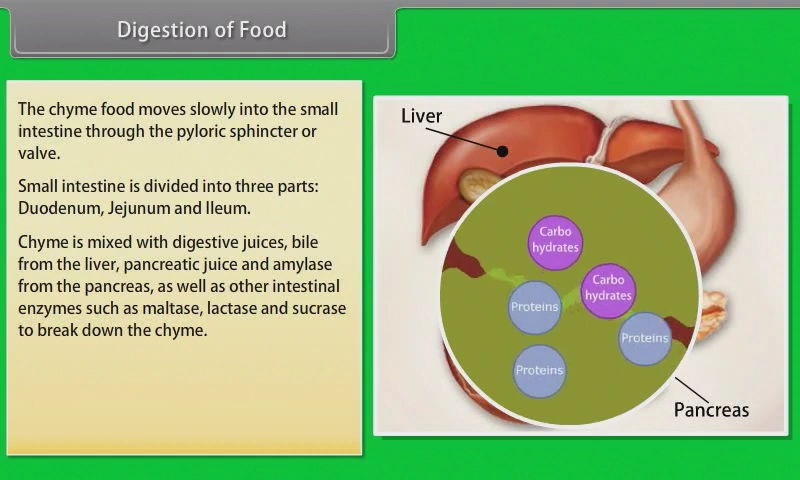 Digestion of Food
The chyme food moves slowly into the small
intestine through the pyloric sphincter or
valve.
Small intestine is divided into three parts:
Duodenum, Jejunum and Ileum.
Chyme is mixed with digestive juices, bile
from the liver, pancreatic juice and amylase
from the pancreas, as well as other intestinal
enzymes such as maltase, lactase and sucrase
to break down the chyme.
Liver
Carbo
hydrates
Carbo
hydrates
Proteins
Proteins
Proteins
Pancreas